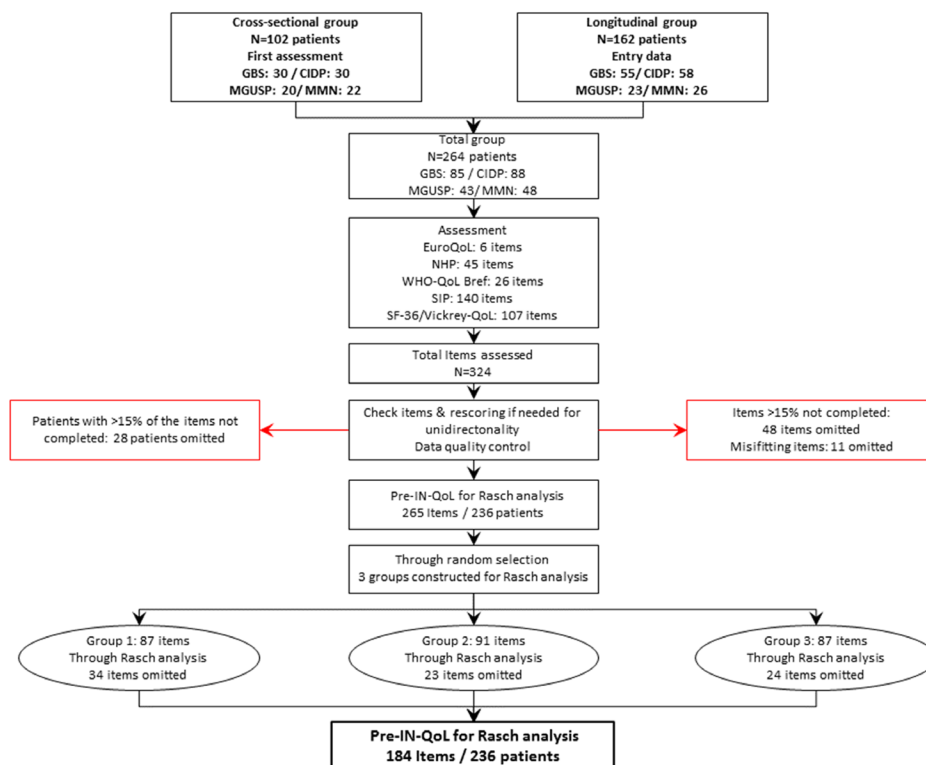 Cross-sectional group
N=102 patients
First assessment
GBS: 30 / CIDP: 30
MGUSP: 20/ MMN: 22
Longitudinal group
N=162 patients
Entry data
GBS: 55/ CIDP: 58
MGUSP: 23/ MMN: 26
Total group
N=264 patients
GBS: 85 / CIDP: 88
MGUSP: 43/ MMN: 48
Assessment
EuroQoL: 6 items
NHP: 45 items
WHO-QoL Bref: 26 items
SIP: 140 items
SF-36/Vickrey-QoL: 107 items
Total Items assessed
N=324
Patients with >15% of the items not
completed: 28 patients omitted
Check items & rescoring if needed for
unidirectonality
Data quality control
Items >15% not completed:
48 items omitted
Misifitting items: 11 omitted
Pre-IN-QoL for Rasch analysis
265 Items / 236 patients
Through random selection
3 groups constructed for Rasch analysis
Group 1: 87 items
Through Rasch analysis
34 items omitted
Group 2: 91 items
Through Rasch analysis
23 items omitted
Group 3: 87 items
Through Rasch analysis
24 items omitted
Pre-IN-QoL for Rasch analysis
184 Items / 236 patients